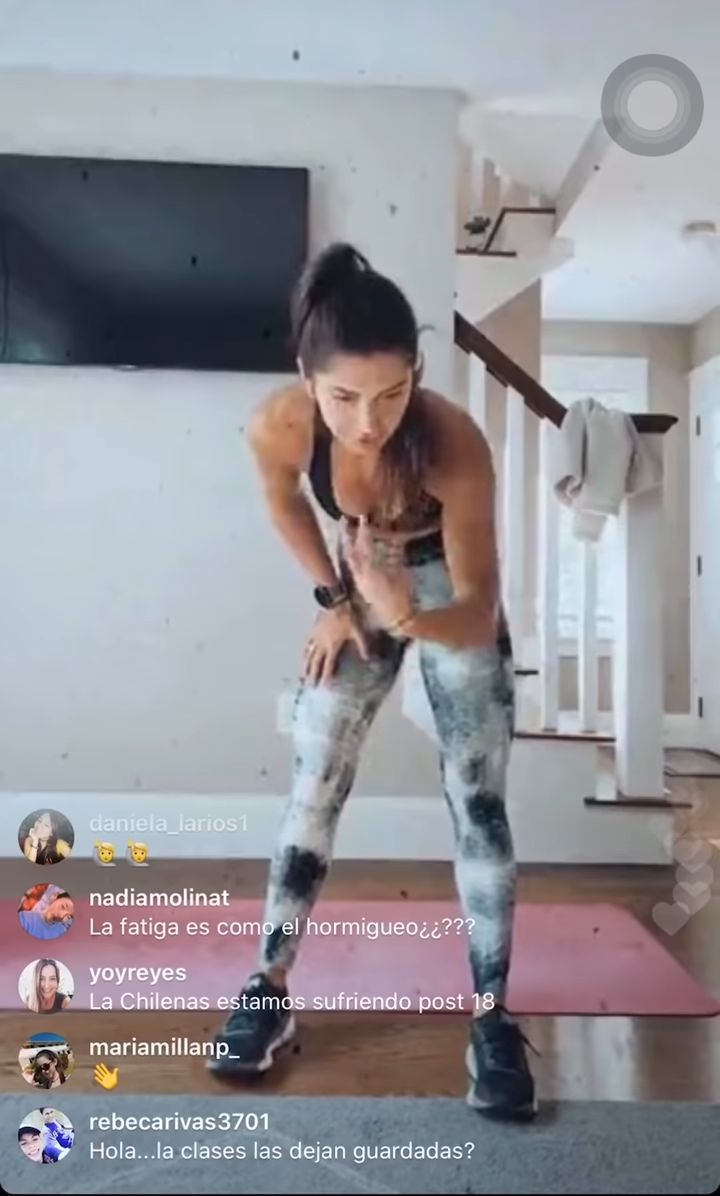 daniela_larios1
🙋 🙋
nadiamolinat
La fatiga es como el hormigueo¿¿???
yoyreyes
La Chilenas estamos sufriendo post 18
mariamillanp_
👋
rebecarivas3701
Hola...la clases las dejan guardadas?